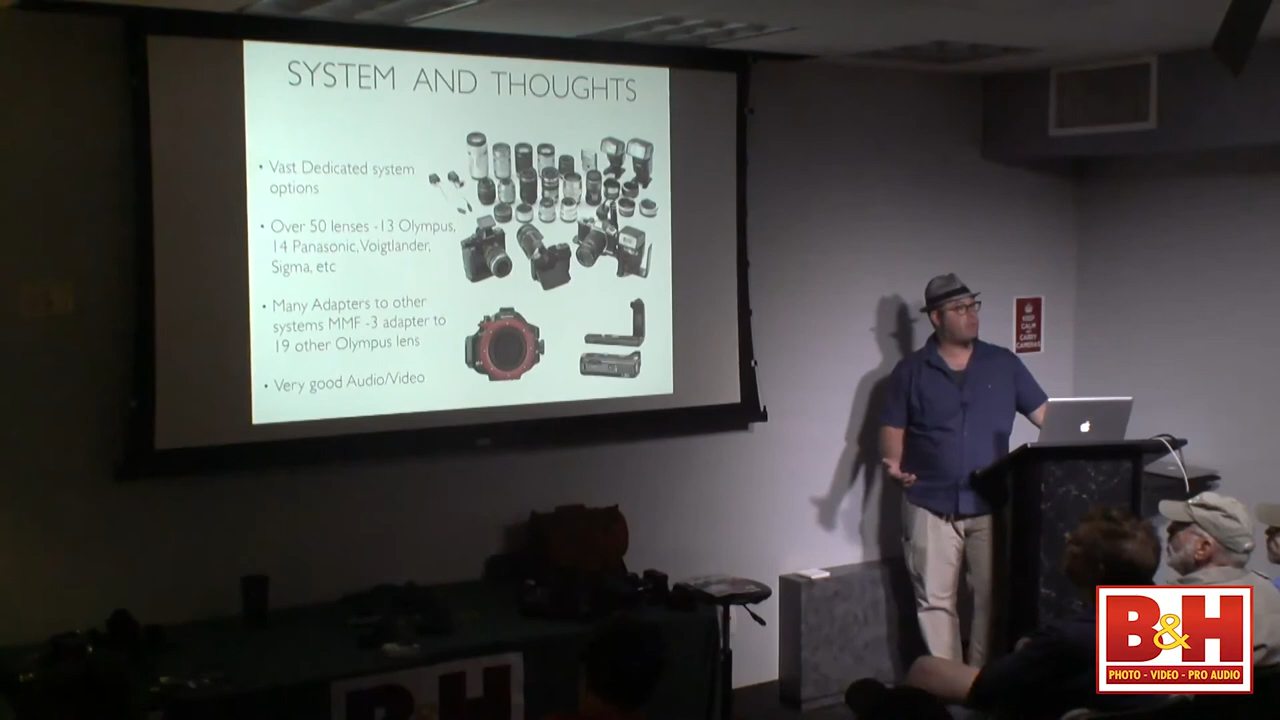 SYSTEM AND THOUGHTS
• Vast Dedicated system
options
• Over 50 lenses -13 Olympus,
14 Panasonic, Voigtlander,
Sigma, etc
• Many Adapters to other
systems MMF -3 adapter to
19 other Olympus lens
• Very good Audio/Video
KEEP
CALM
AND
CARRY
CAMERAS
B&H
B&H
PHOTO - VIDEO - PRO AUDIO